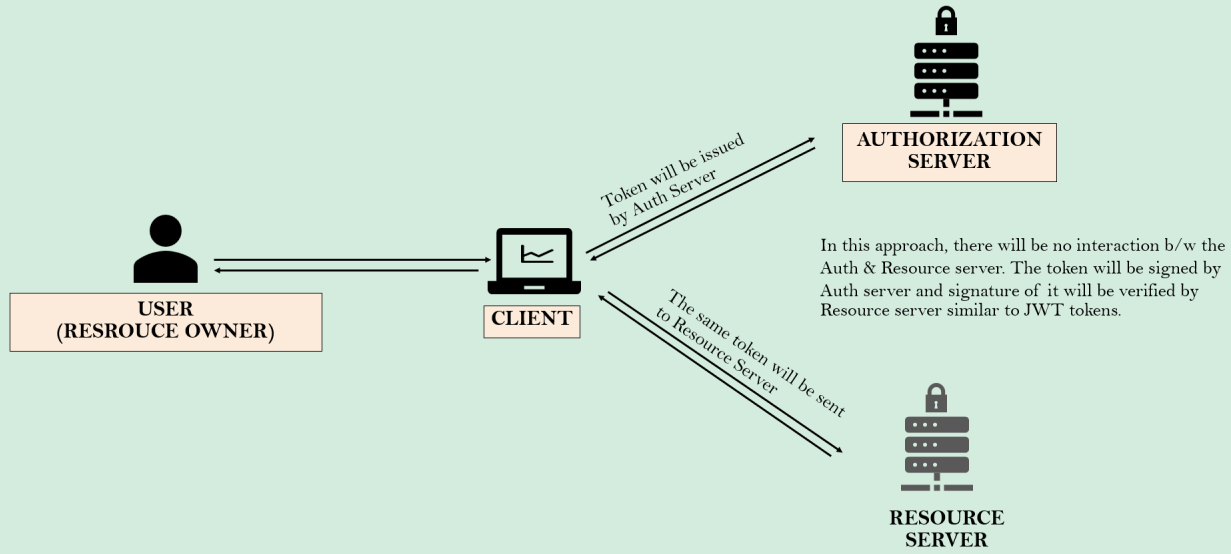 AUTHORIZATION
SERVER
Token will be issued
by Auth Server
In this approach, there will be no interaction b/w the
Auth & Resource server. The token will be signed by
Auth server and signature of it will be verified by
Resource server similar to JWT tokens.
USER
(RESROUCE OWNER)
CLIENT
The same token will be sent
to Resource Server
RESOURCE
SERVER